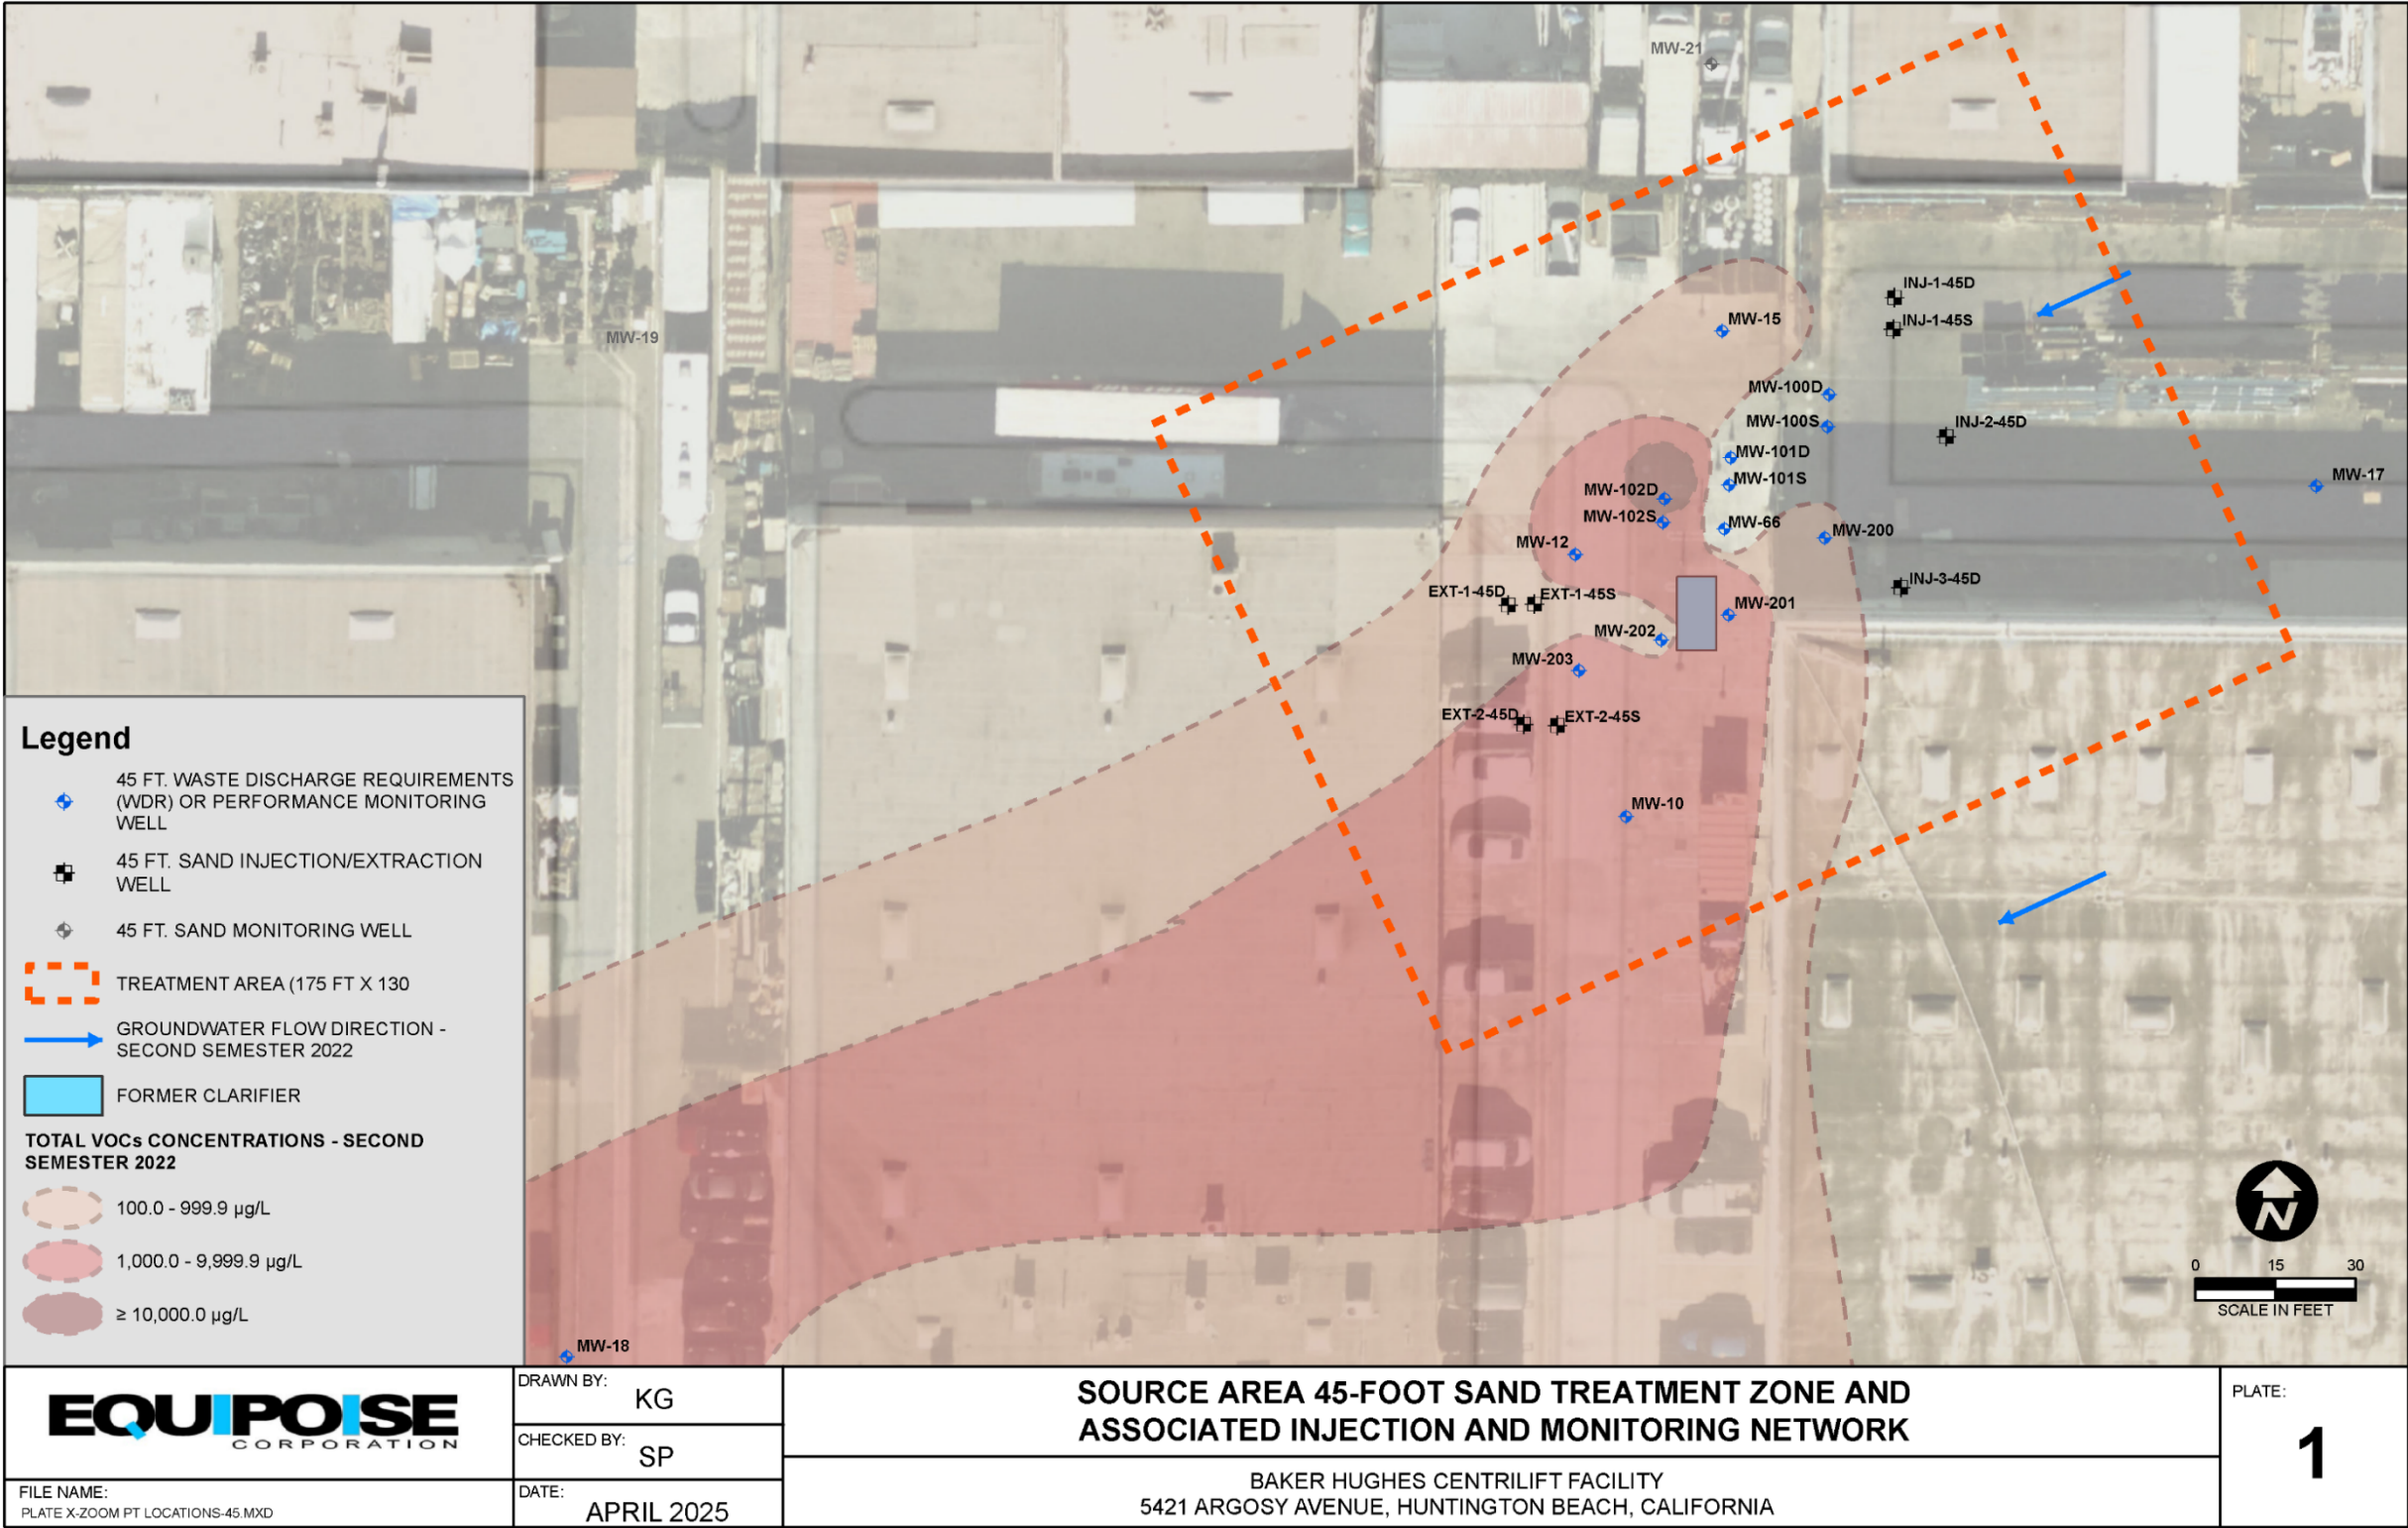 MW-21
INJ-1-45D
INJ-1-45S
MW-15
MW-19
MW-100D
MW-100S
INJ-2-45D
MW-101D
MW-101S
MW-17
MW-102D
MW-102S
MW-66
MW-200
MW-12
INJ-3-45D
EXT-1-45D
EXT-1-45S
MW-201
MW-202
MW-203
EXT-2-45D
EXT-2-45S
MW-10
MW-18
Legend
45 FT. WASTE DISCHARGE REQUIREMENTS
(WDR) OR PERFORMANCE MONITORING
WELL
45 FT. SAND INJECTION/EXTRACTION
WELL
45 FT. SAND MONITORING WELL
TREATMENT AREA (175 FT X 130
GROUNDWATER FLOW DIRECTION -
SECOND SEMESTER 2022
FORMER CLARIFIER
TOTAL VOCs CONCENTRATIONS - SECOND
SEMESTER 2022
100.0 - 999.9 µg/L
1,000.0 - 9,999.9 µg/L
≥ 10,000.0 µg/L
N
0 15 30
SCALE IN FEET
EQUIPOISE
CORPORATION
FILE NAME:
PLATE X-ZOOM PT LOCATIONS-45.MXD
DRAWN BY:
KG
CHECKED BY:
SP
DATE:
APRIL 2025
SOURCE AREA 45-FOOT SAND TREATMENT ZONE AND
ASSOCIATED INJECTION AND MONITORING NETWORK
BAKER HUGHES CENTRILIFT FACILITY
5421 ARGOSY AVENUE, HUNTINGTON BEACH, CALIFORNIA
PLATE:
1